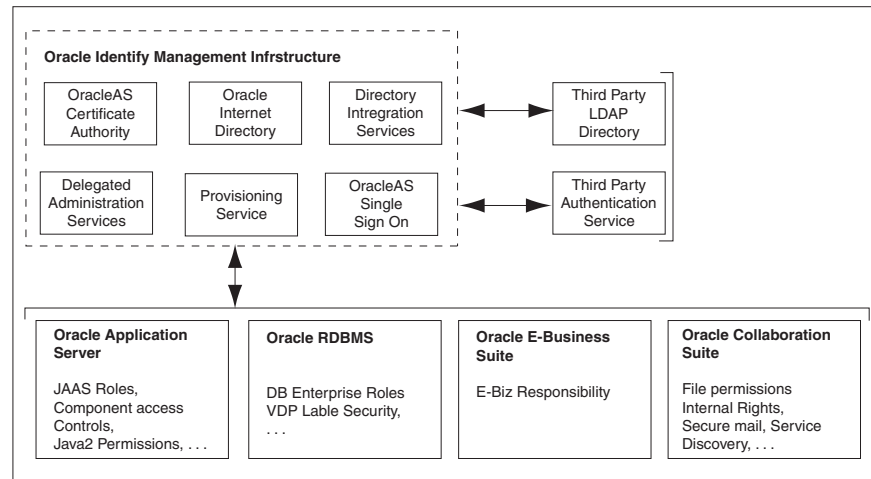 Oracle Identify Management Infrstructure
OracleAS
Certificate
Authority
Oracle
Internet
Directory
Directory
Intregration
Services
Third Party
LDAP
Directory
Delegated
Administration
Services
Provisioning
Service
OracleAS
Single
Sign On
Third Party
Authentication
Service
Oracle Application
Server
JAAS Roles,
Component access
Controls,
Java2 Permissions, . . .
Oracle RDBMS
DB Enterprise Roles
VDP Lable Security,
. . .
Oracle E-Business
Suite
E-Biz Responsibility
Oracle Collaboration
Suite
File permissions
Internal Rights,
Secure mail, Service
Discovery, . . .